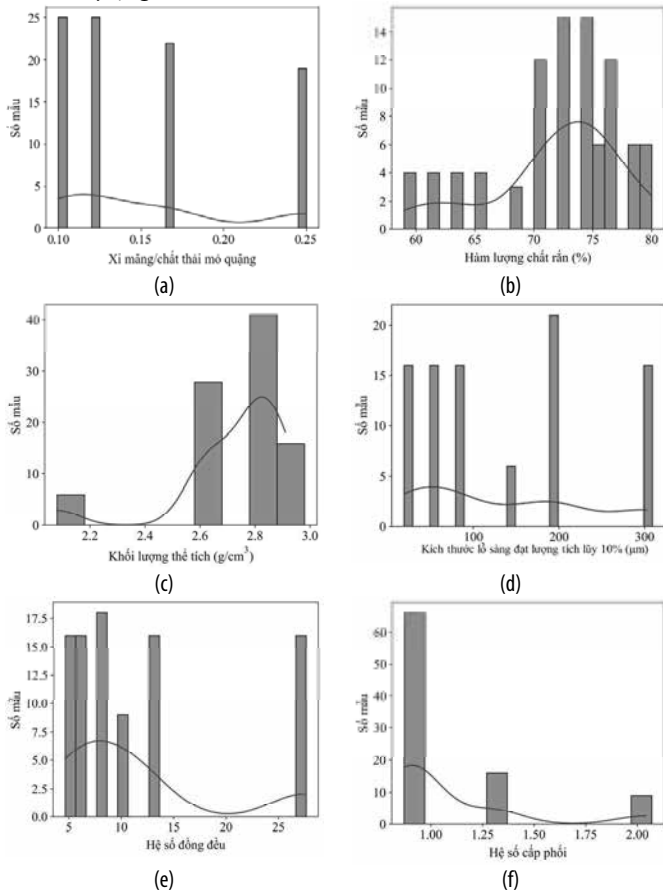 25
20
15
10
5
0
Số mẫu
0.10 0.15 0.20 0.25
Xi măng/chất thải mỏ quặng
(a)
14
12
10
8
6
4
2
0
Số mẫu
60 65 70 75 80
Hàm lượng chất rắn (%)
(b)
40
30
20
10
0
Số mẫu
2.2 2.4 2.6 2.8 3.0
Khối lượng thể tích (g/cm³)
(c)
20
15
10
5
0
Số mẫu
100 200 300
Kích thước lỗ sàng đạt lượng tích lũy 10% (μm)
(d)
17.5
15.0
12.5
10.0
7.5
5.0
2.5
0.0
Số mẫu
5 10 15 20 25
Hệ số đồng đều
(e)
60
50
40
30
20
10
0
Số mẫu
1.00 1.25 1.50 1.75 2.00
Hệ số cấp phối
(f)